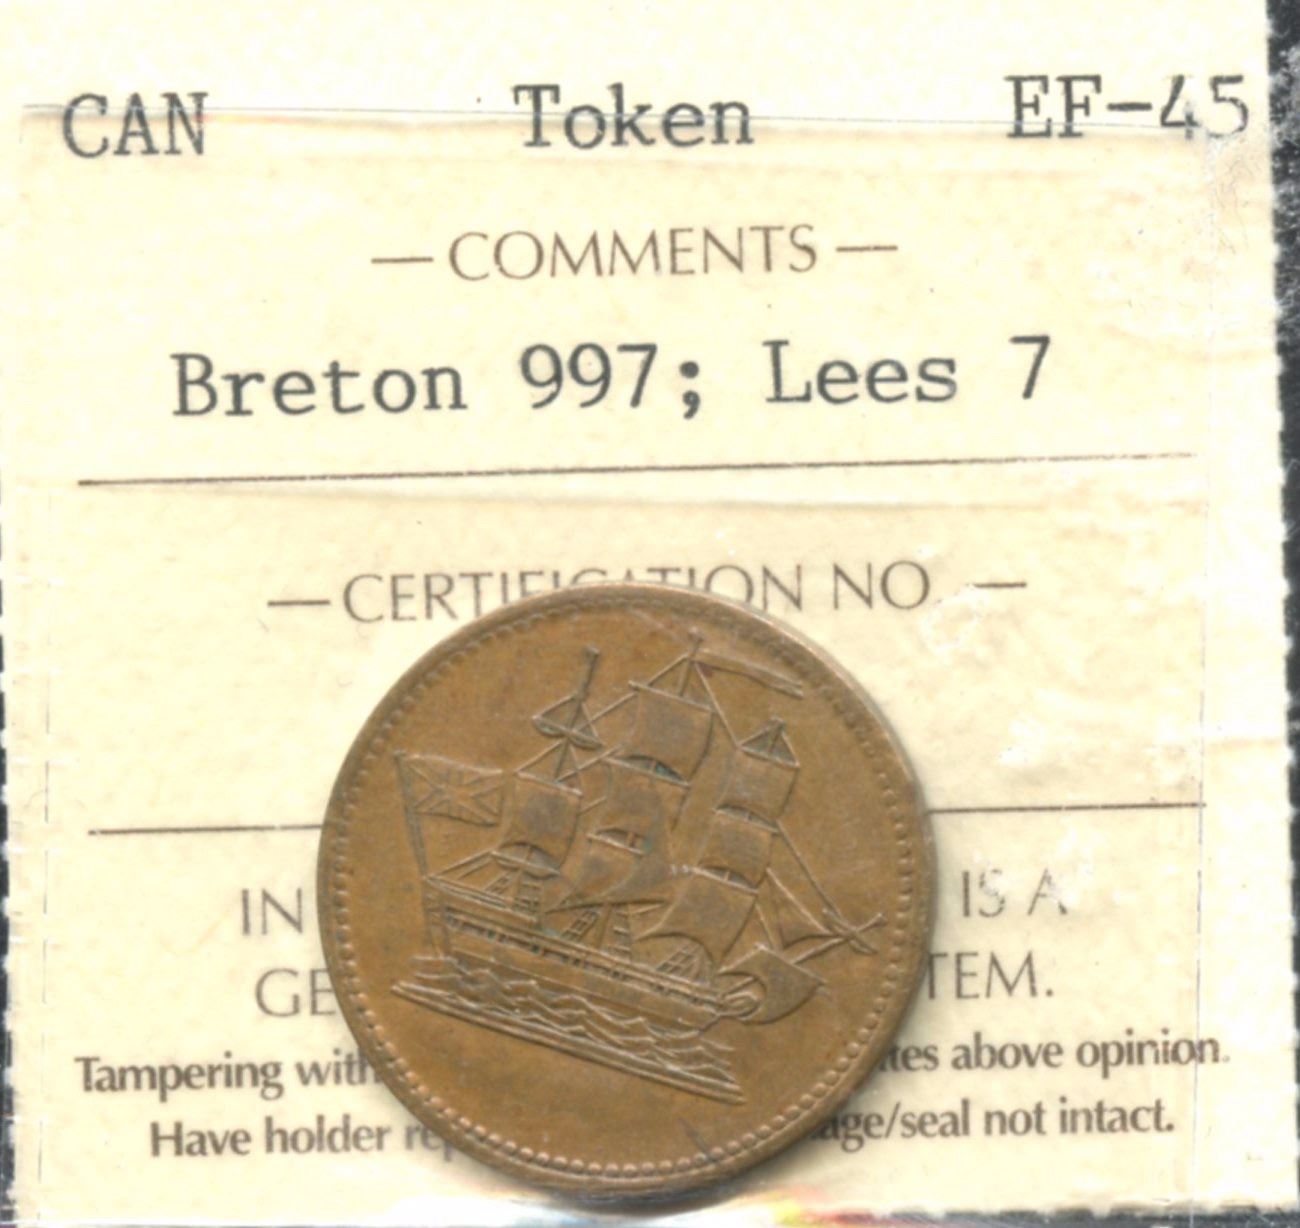 CAN Token EF-45
— COMMENTS —
Breton 997; Lees 7
— CERTIFICATION NO. —
IN IS A
GE TEM.
Tampering with tes above opinion.
Have holder re age/seal not intact.